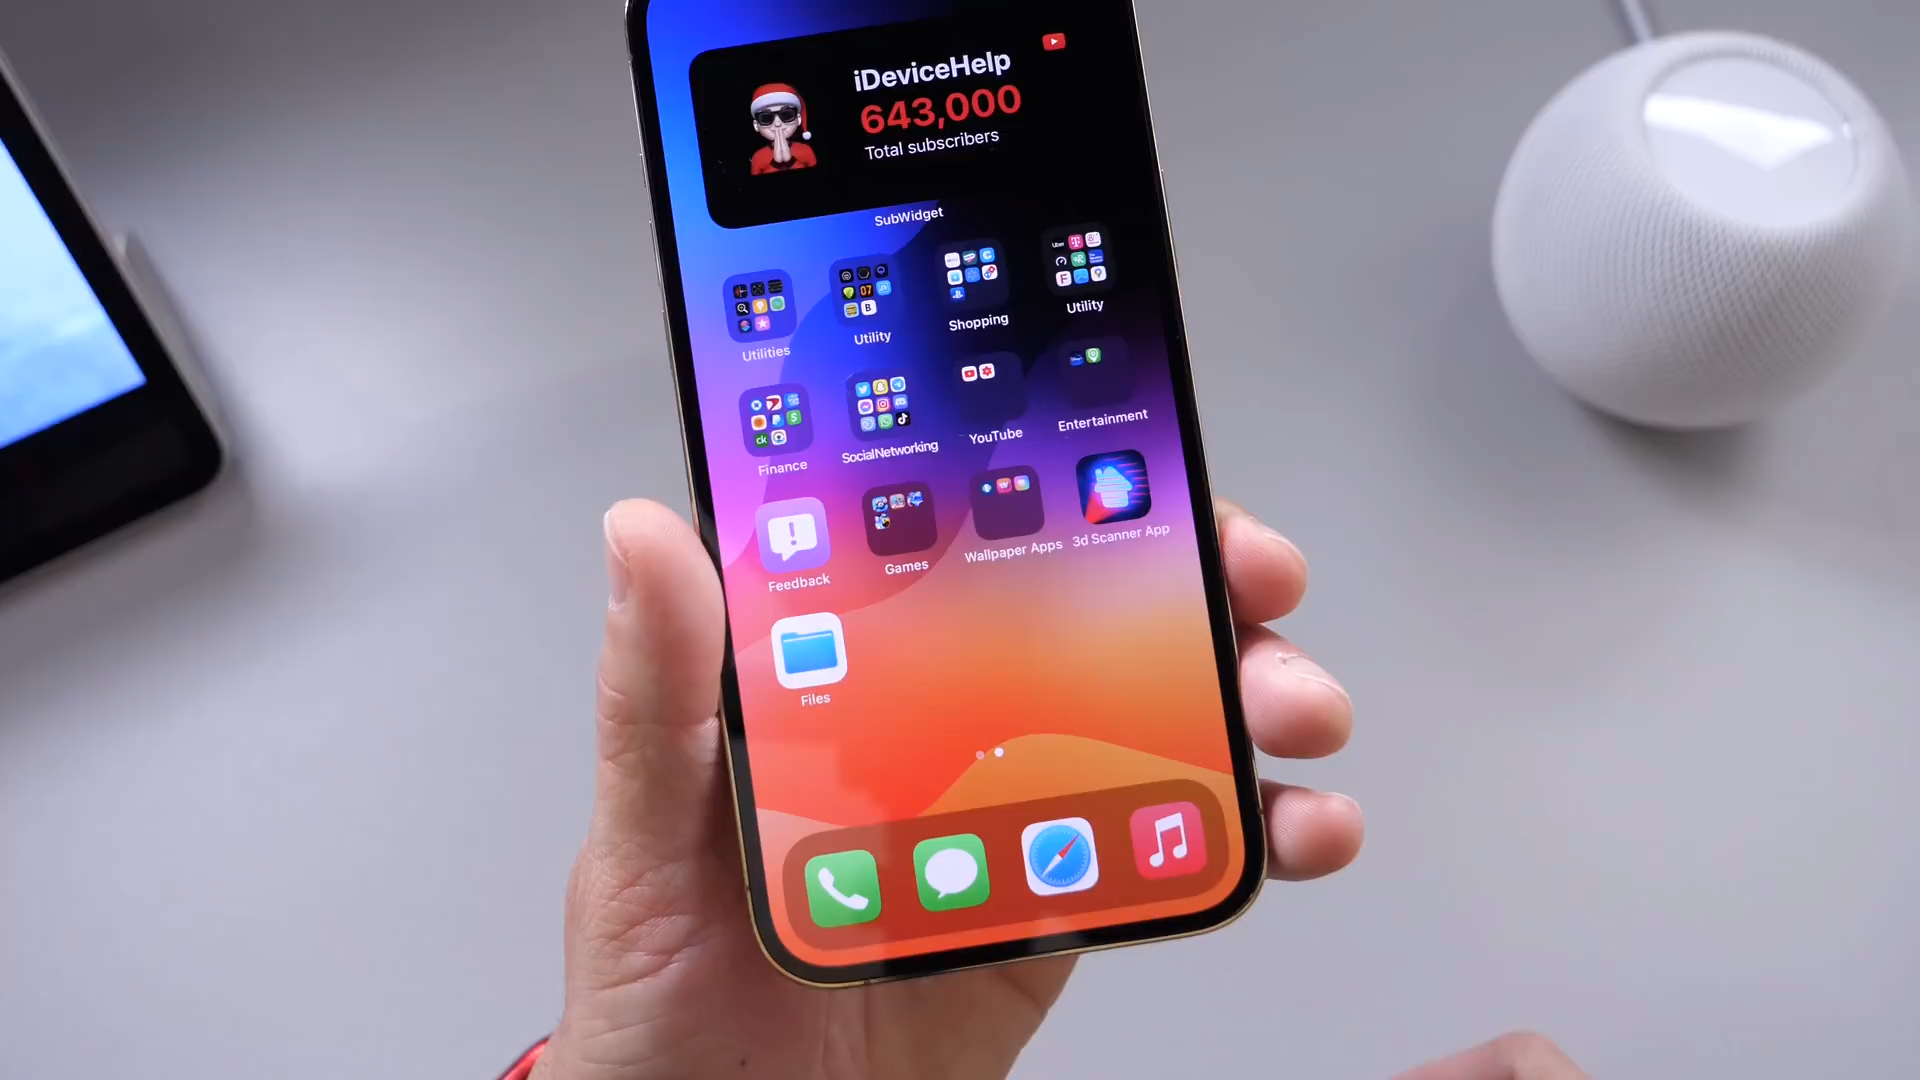 iDeviceHelp
643,000
Total subscribers
SubWidget
Utilities
Utility
Shopping
Utility
Finance
SocialNetworking
YouTube
Entertainment
Feedback
Games
Wallpaper Apps
3d Scanner App
Files